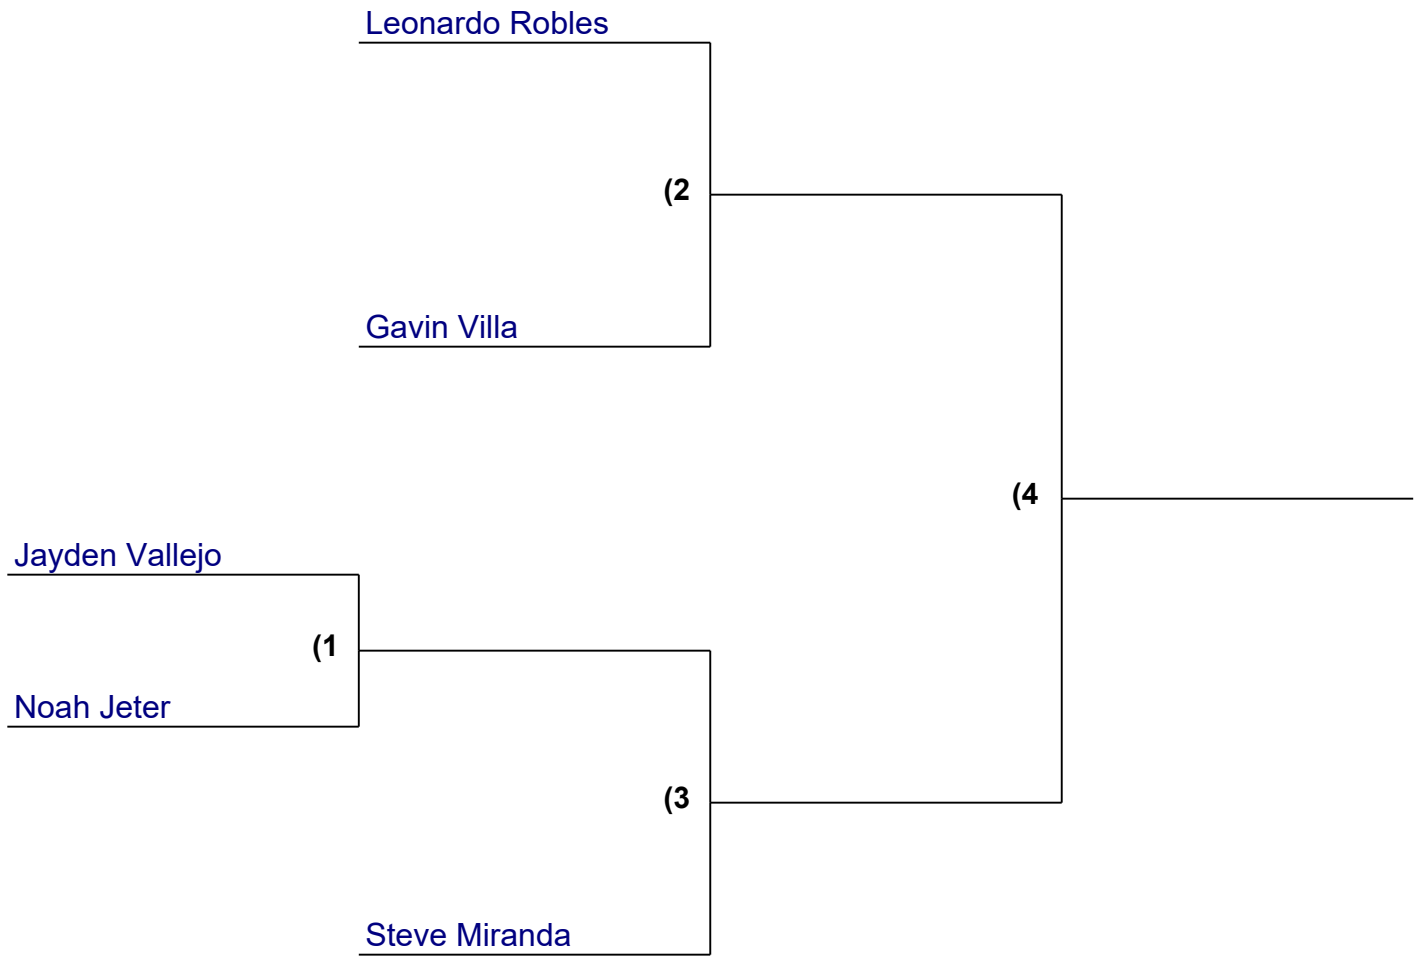 Leonardo Robles
(2
Gavin Villa
(4
Jayden Vallejo
(1
Noah Jeter
(3
Steve Miranda